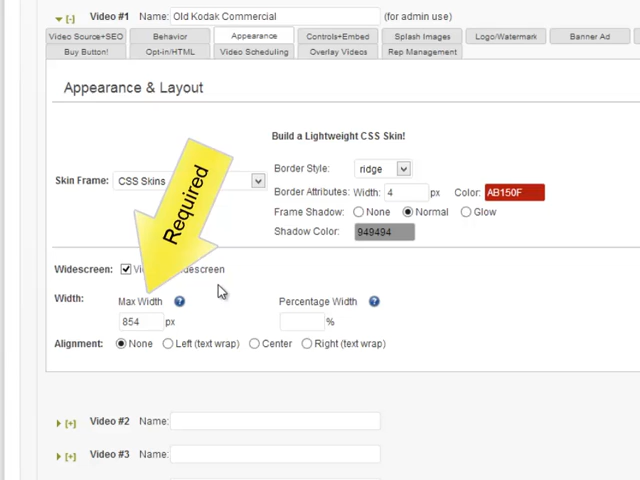 [-] Video #1 Name: Old Kodak Commercial (for admin use)
Video Source+SEO Behavior Appearance Controls+Embed Splash Images Logo/Watermark Banner Ad
Buy Button! Opt-in/HTML Video Scheduling Overlay Videos Rep Management
Appearance & Layout
Build a Lightweight CSS Skin!
Skin Frame: CSS Skins
Border Style: ridge
Border Attributes: Width: 4 px Color: AB150F
Frame Shadow: None Normal Glow
Shadow Color: 949494
Required
Widescreen:
Width: Max Width ? Percentage Width ?
854 px %
Alignment: None Left (text wrap) Center Right (text wrap)
[+] Video #2 Name:
[+] Video #3 Name: